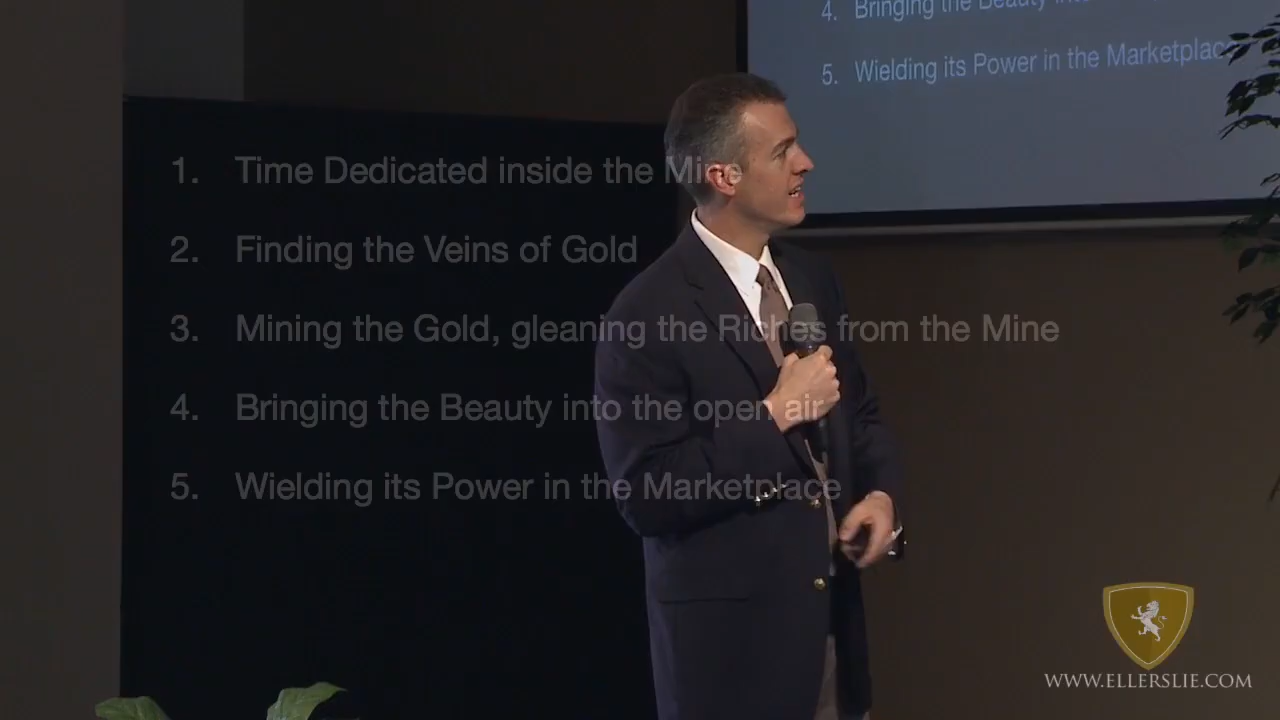 4. Bringing the Beauty into
5. Wielding its Power in the Marketplace
1. Time Dedicated inside the Mine
2. Finding the Veins of Gold
3. Mining the Gold, gleaning the Riches from the Mine
4. Bringing the Beauty into the open air
5. Wielding its Power in the Marketplace
WWW.ELLERSLIE.COM